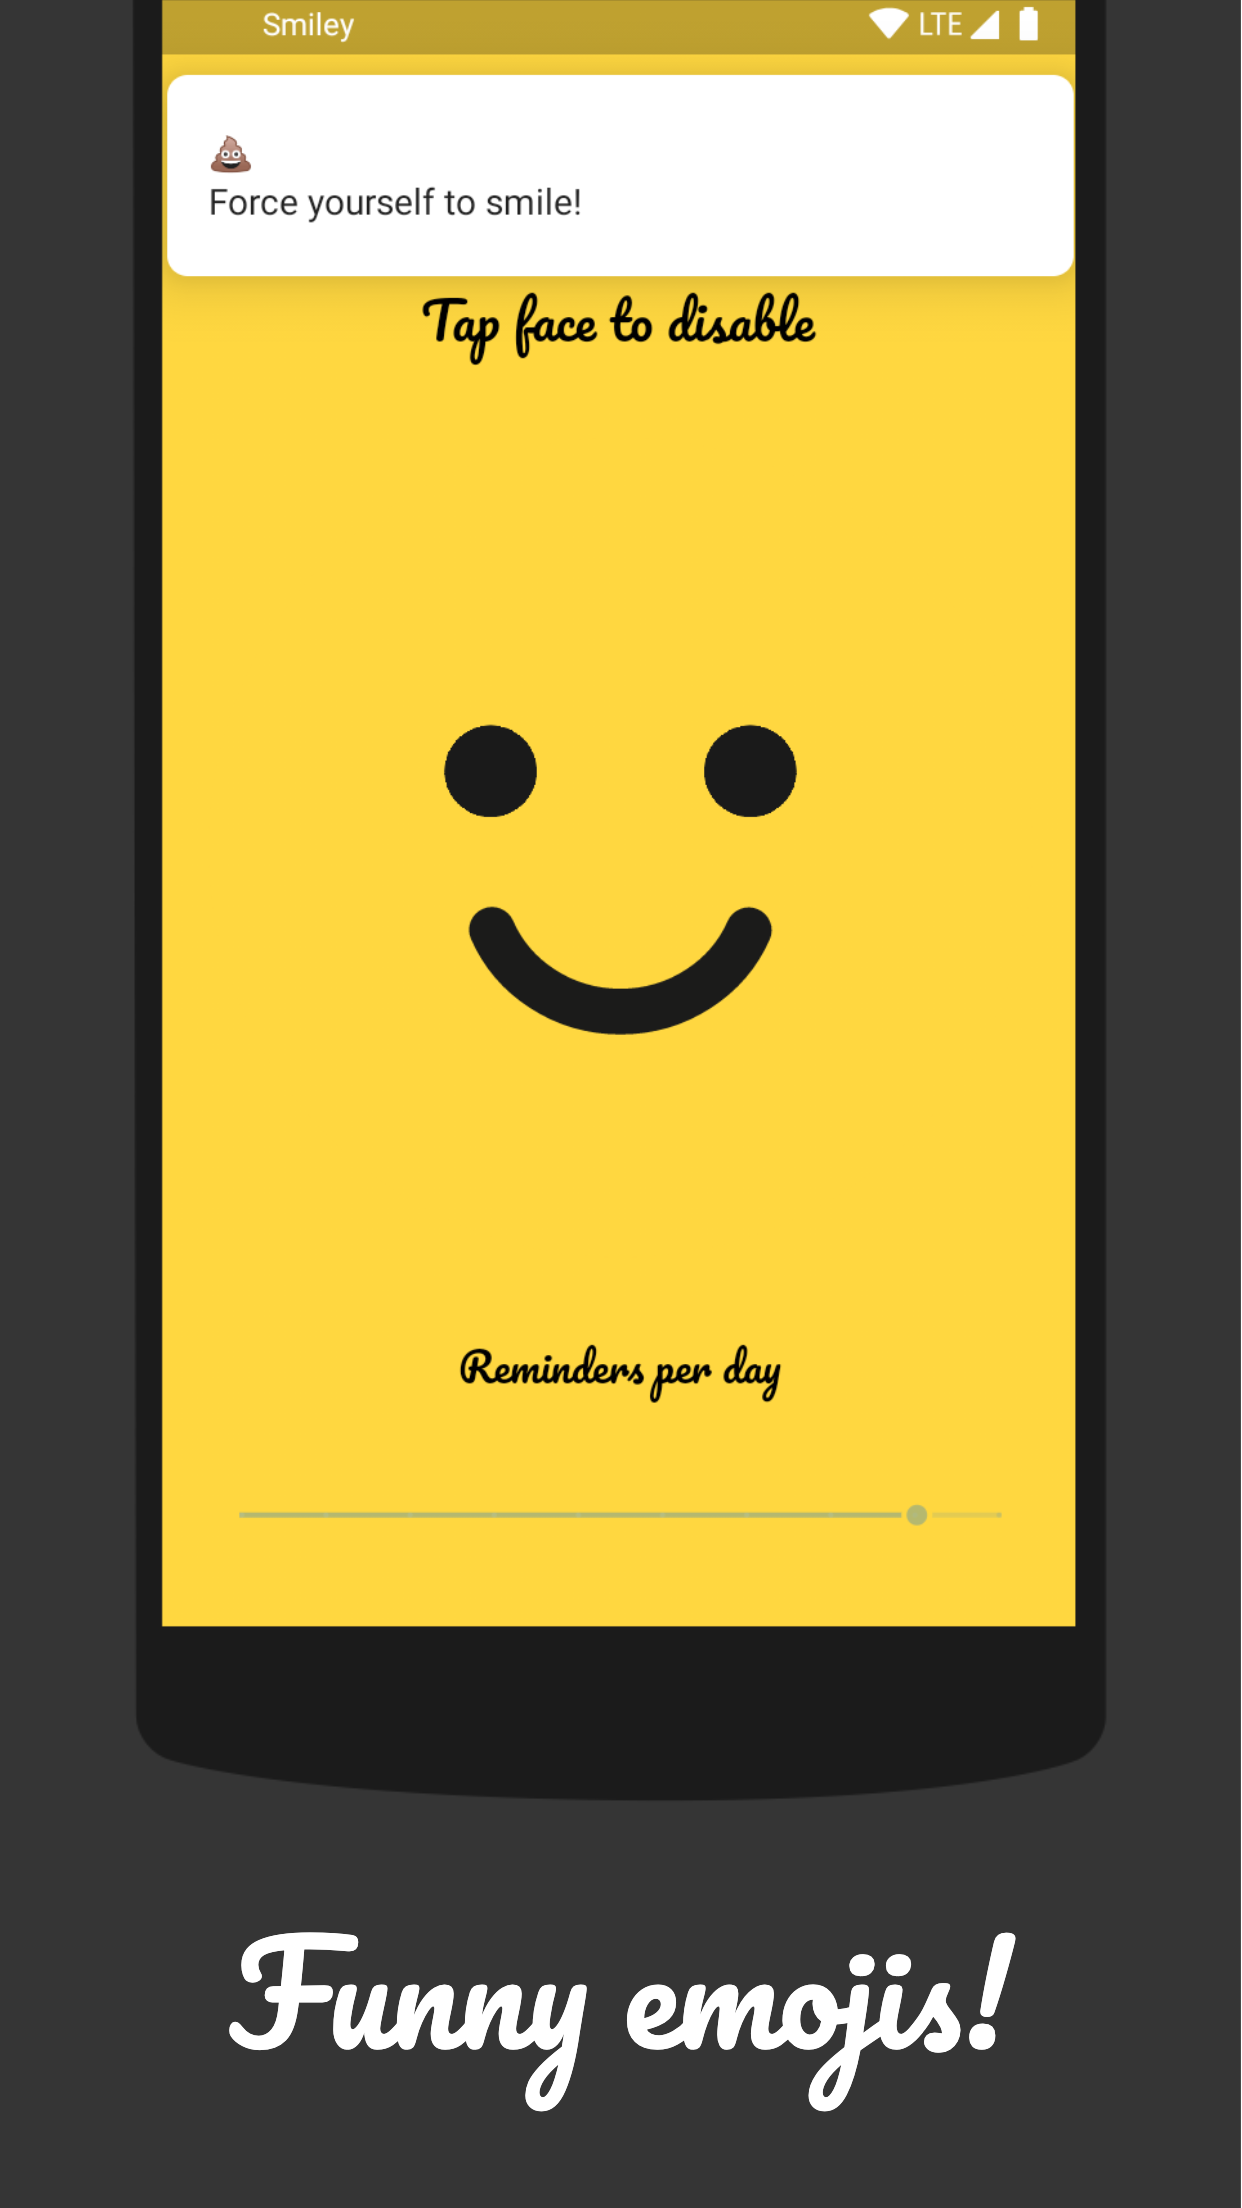 Smiley
LTE
💩
Force yourself to smile!
Tap face to disable
Reminders per day
Funny emojis!